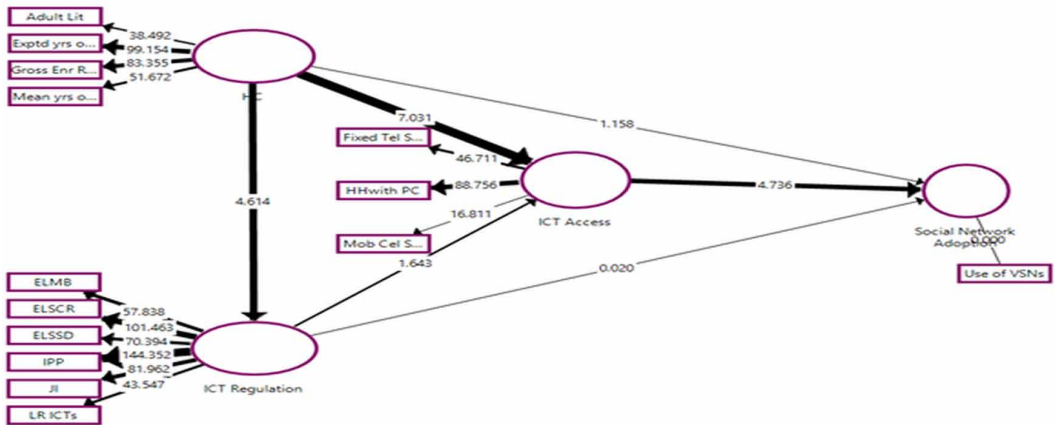 Adult Lit
38.492
Exptd yrs o...
99.154
Gross Enr R...
83.355
Mean yrs o...
51.672
HC
7.031
1.158
Fixed Tel S...
46.711
HHwith PC
88.756
4.736
4.614
16.811
ICT Access
Mob Cel S...
1.643
Social Network
Adoption
0.000
0.020
Use of VSNs
ELMB
57.838
ELSCR
101.463
ELSSD
70.394
IPP
144.352
81.962
JI
43.547
ICT Regulation
LR ICTs